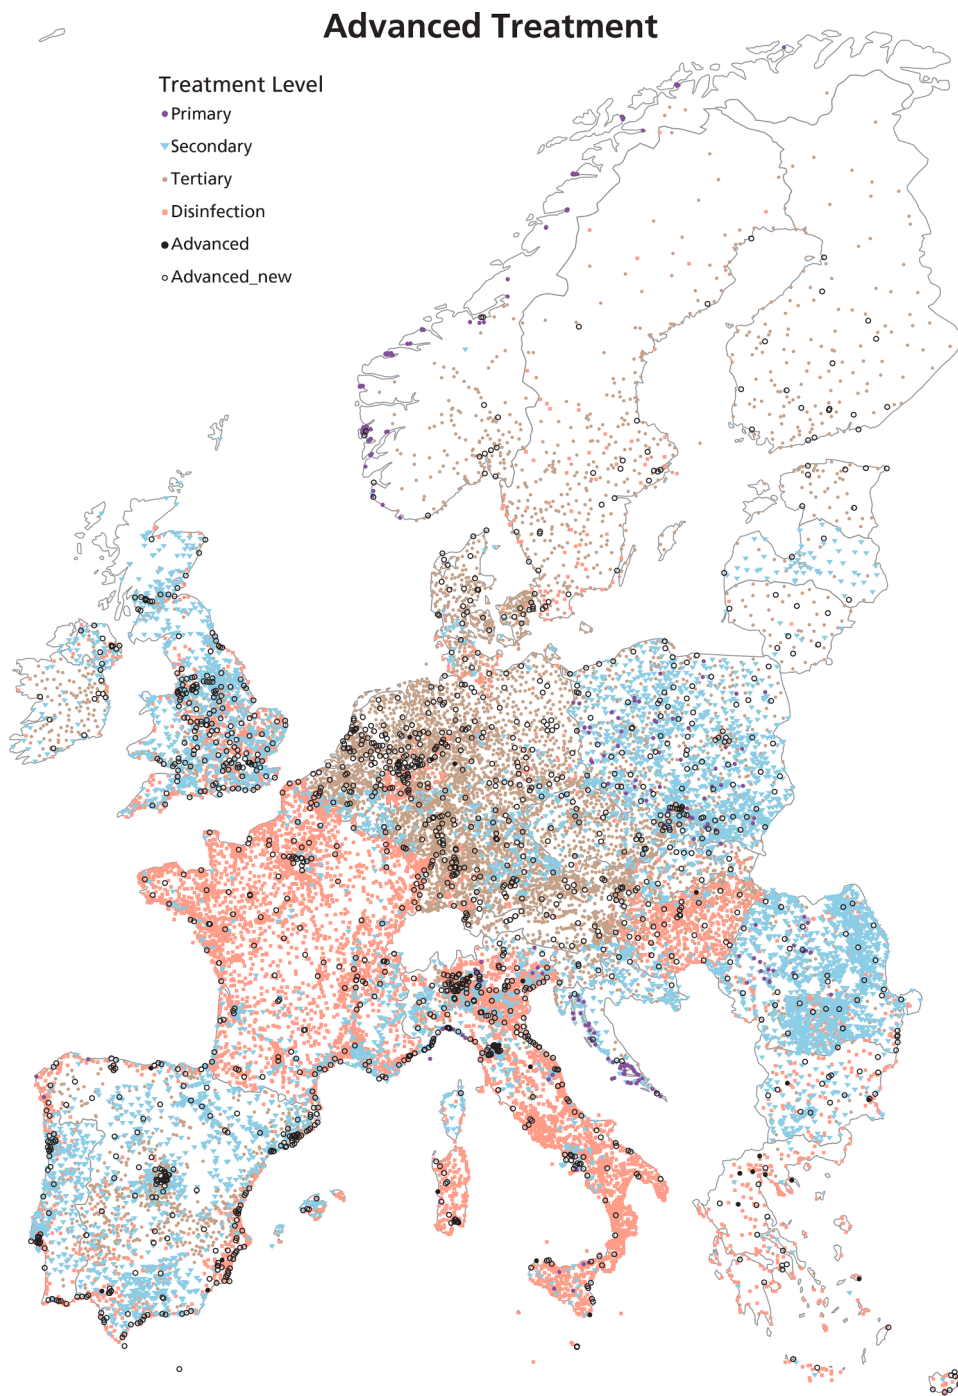 Advanced Treatment
Treatment Level
Primary
Secondary
Tertiary
Disinfection
Advanced
Advanced_new